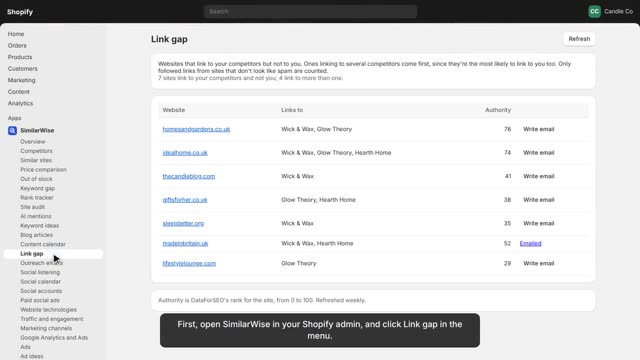 Shopify
Search
CC Candle Co
Home
Orders
Products
Customers
Marketing
Content
Analytics
Apps
SimilarWise
Overview
Competitors
Similar sites
Price comparison
Out of stock
Keyword gap
Rank tracker
Site audit
AI mentions
Keyword ideas
Blog articles
Content calendar
Link gap
Outreach emails
Social listening
Social calendar
Social accounts
Paid social ads
Website technologies
Traffic and engagement
Marketing channels
Google Analytics and Ads
Ads
Ad ideas
Link gap
Refresh
Websites that link to your competitors but not to you. Ones linking to several competitors come first, since they're the most likely to link to you too. Only
followed links from sites that don't look like spam are counted.
7 sites link to your competitors and not you; 4 link to more than one.
Website Links to Authority
homesandgardens.co.uk Wick & Wax, Glow Theory 78 Write email
idealhome.co.uk Wick & Wax, Glow Theory, Hearth Home 74 Write email
thecandleblog.com Wick & Wax 41 Write email
giftsforher.co.uk Glow Theory, Hearth Home 38 Write email
sleepbetter.org Wick & Wax 35 Write email
madeinbritain.uk Wick & Wax, Hearth Home 52 Emailed
lifestylelounge.com Glow Theory 29 Write email
Authority is DataForSEO's rank for the site, from 0 to 100. Refreshed weekly.
First, open SimilarWise in your Shopify admin, and click Link gap in the
menu.